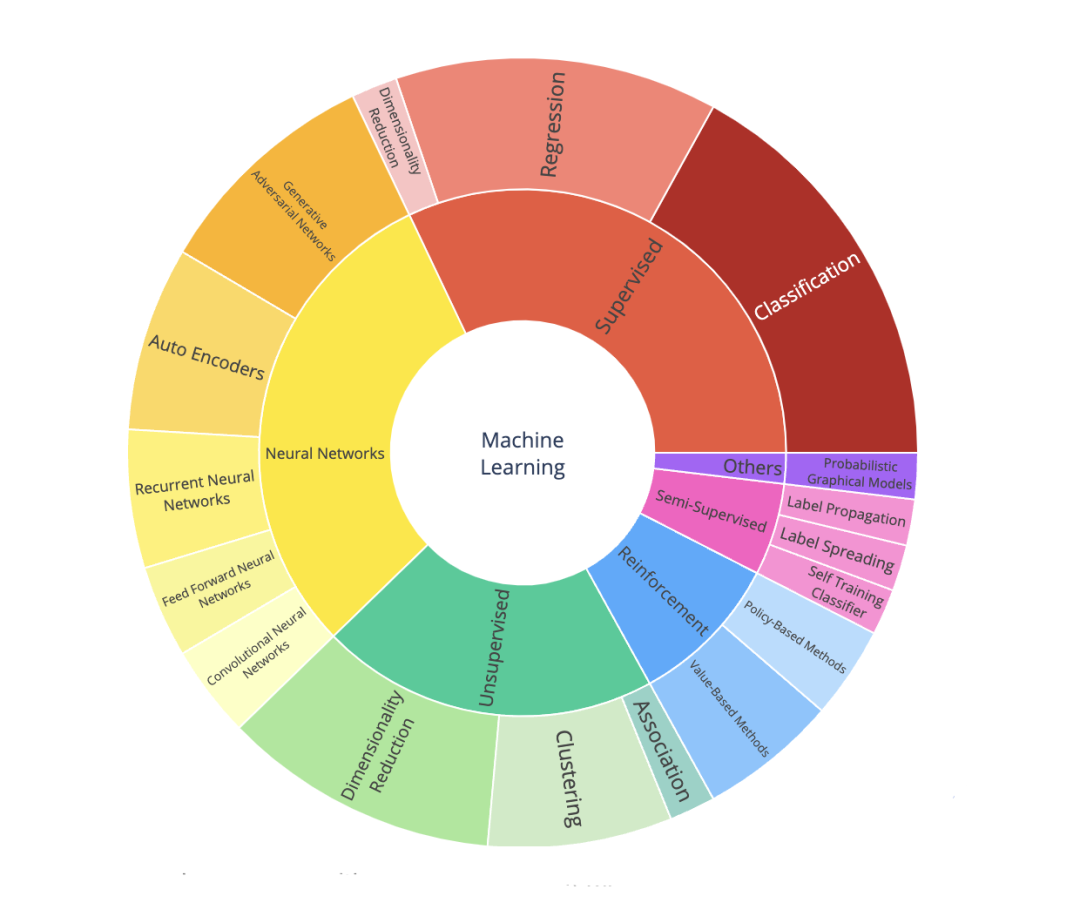 Machine
Learning
Supervised
Classification
Regression
Dimensionality
Reduction
Neural Networks
Generative
Adversarial Networks
Auto Encoders
Recurrent Neural
Networks
Feed Forward Neural
Networks
Convolutional Neural
Networks
Unsupervised
Dimensionality
Reduction
Clustering
Association
Reinforcement
Value-Based Methods
Policy-Based Methods
Semi-Supervised
Self Training
Classifier
Label Spreading
Label Propagation
Others
Probabilistic
Graphical Models